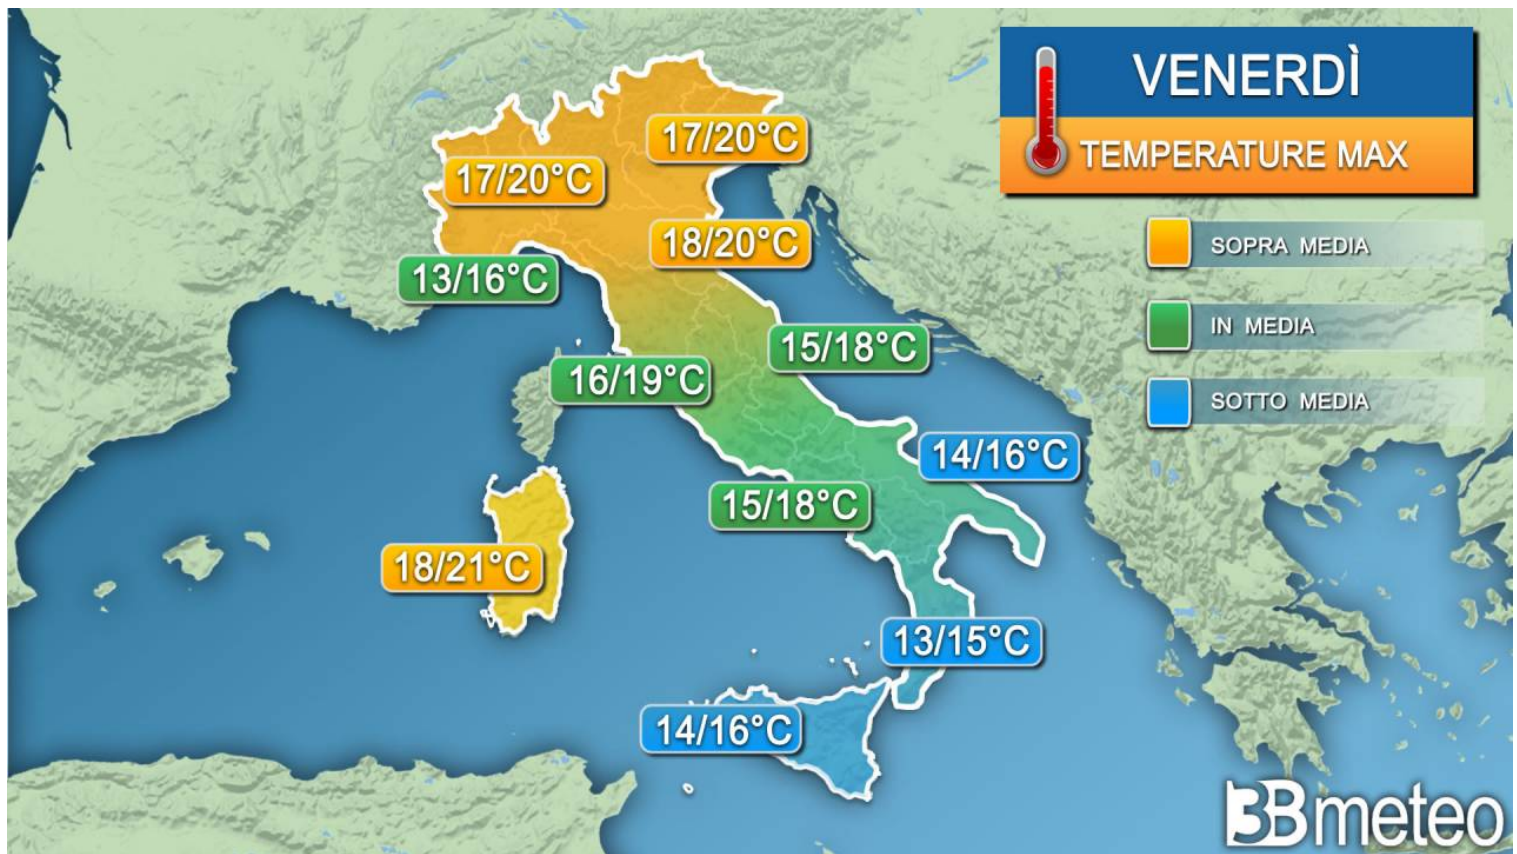 VENERDÌ
TEMPERATURE MAX
17/20°C
17/20°C
18/20°C
SOPRA MEDIA
13/16°C
IN MEDIA
15/18°C
16/19°C
SOTTO MEDIA
14/16°C
15/18°C
18/21°C
13/15°C
14/16°C
3Bmeteo